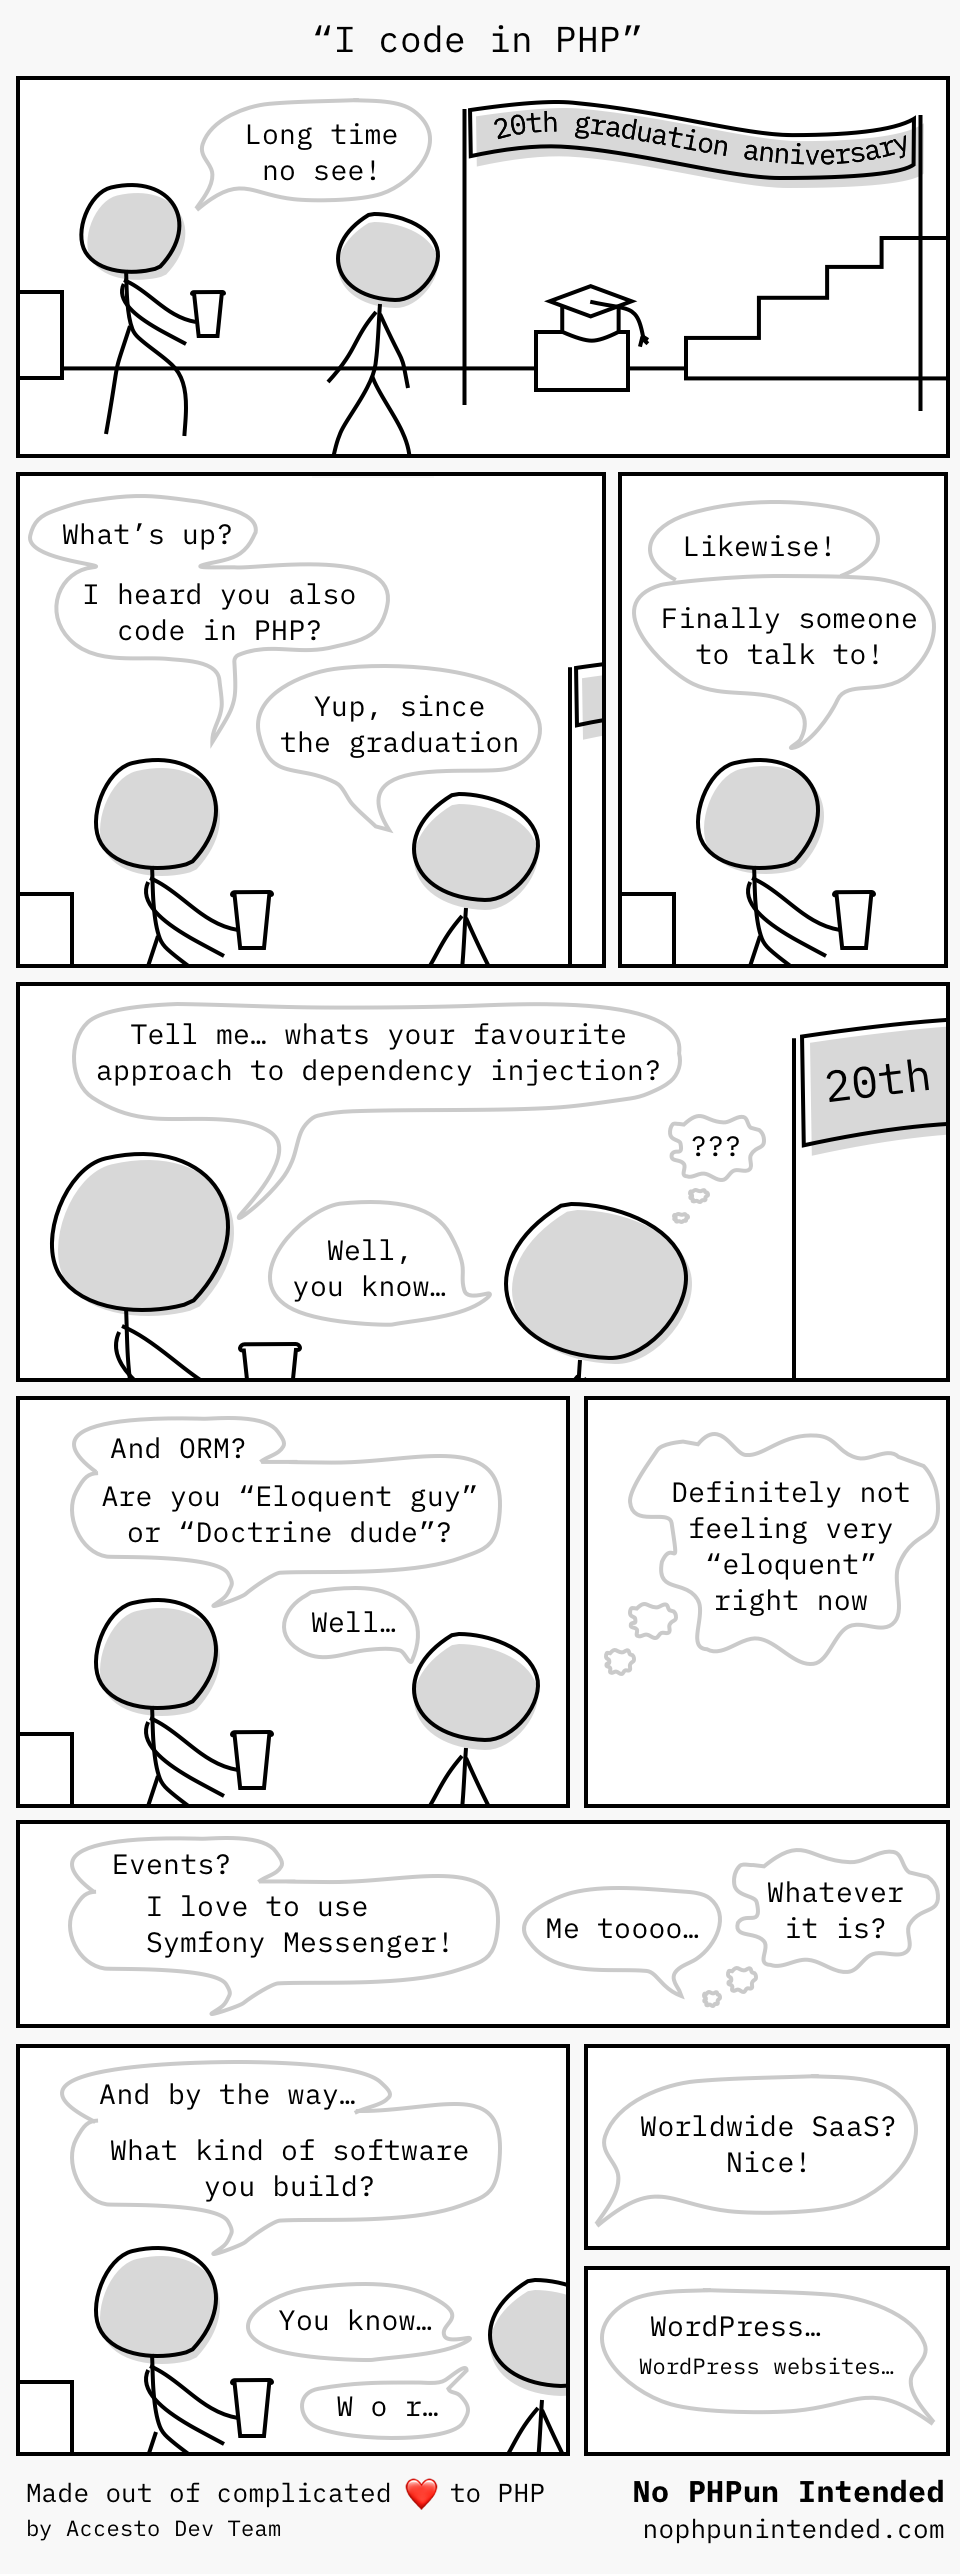 “I code in PHP”
Long time
no see!
20th graduation anniversary
What’s up?
I heard you also
code in PHP?
Yup, since
the graduation
Likewise!
Finally someone
to talk to!
Tell me… whats your favourite
approach to dependency injection?
???
20th
Well,
you know…
And ORM?
Are you “Eloquent guy”
or “Doctrine dude”?
Well…
Definitely not
feeling very
“eloquent”
right now
Events?
I love to use
Symfony Messenger!
Me toooo…
Whatever
it is?
And by the way…
What kind of software
you build?
You know…
W o r…
Worldwide SaaS?
Nice!
WordPress…
WordPress websites…
Made out of complicated ❤️ to PHP
by Accesto Dev Team
No PHPun Intended
nophpunintended.com